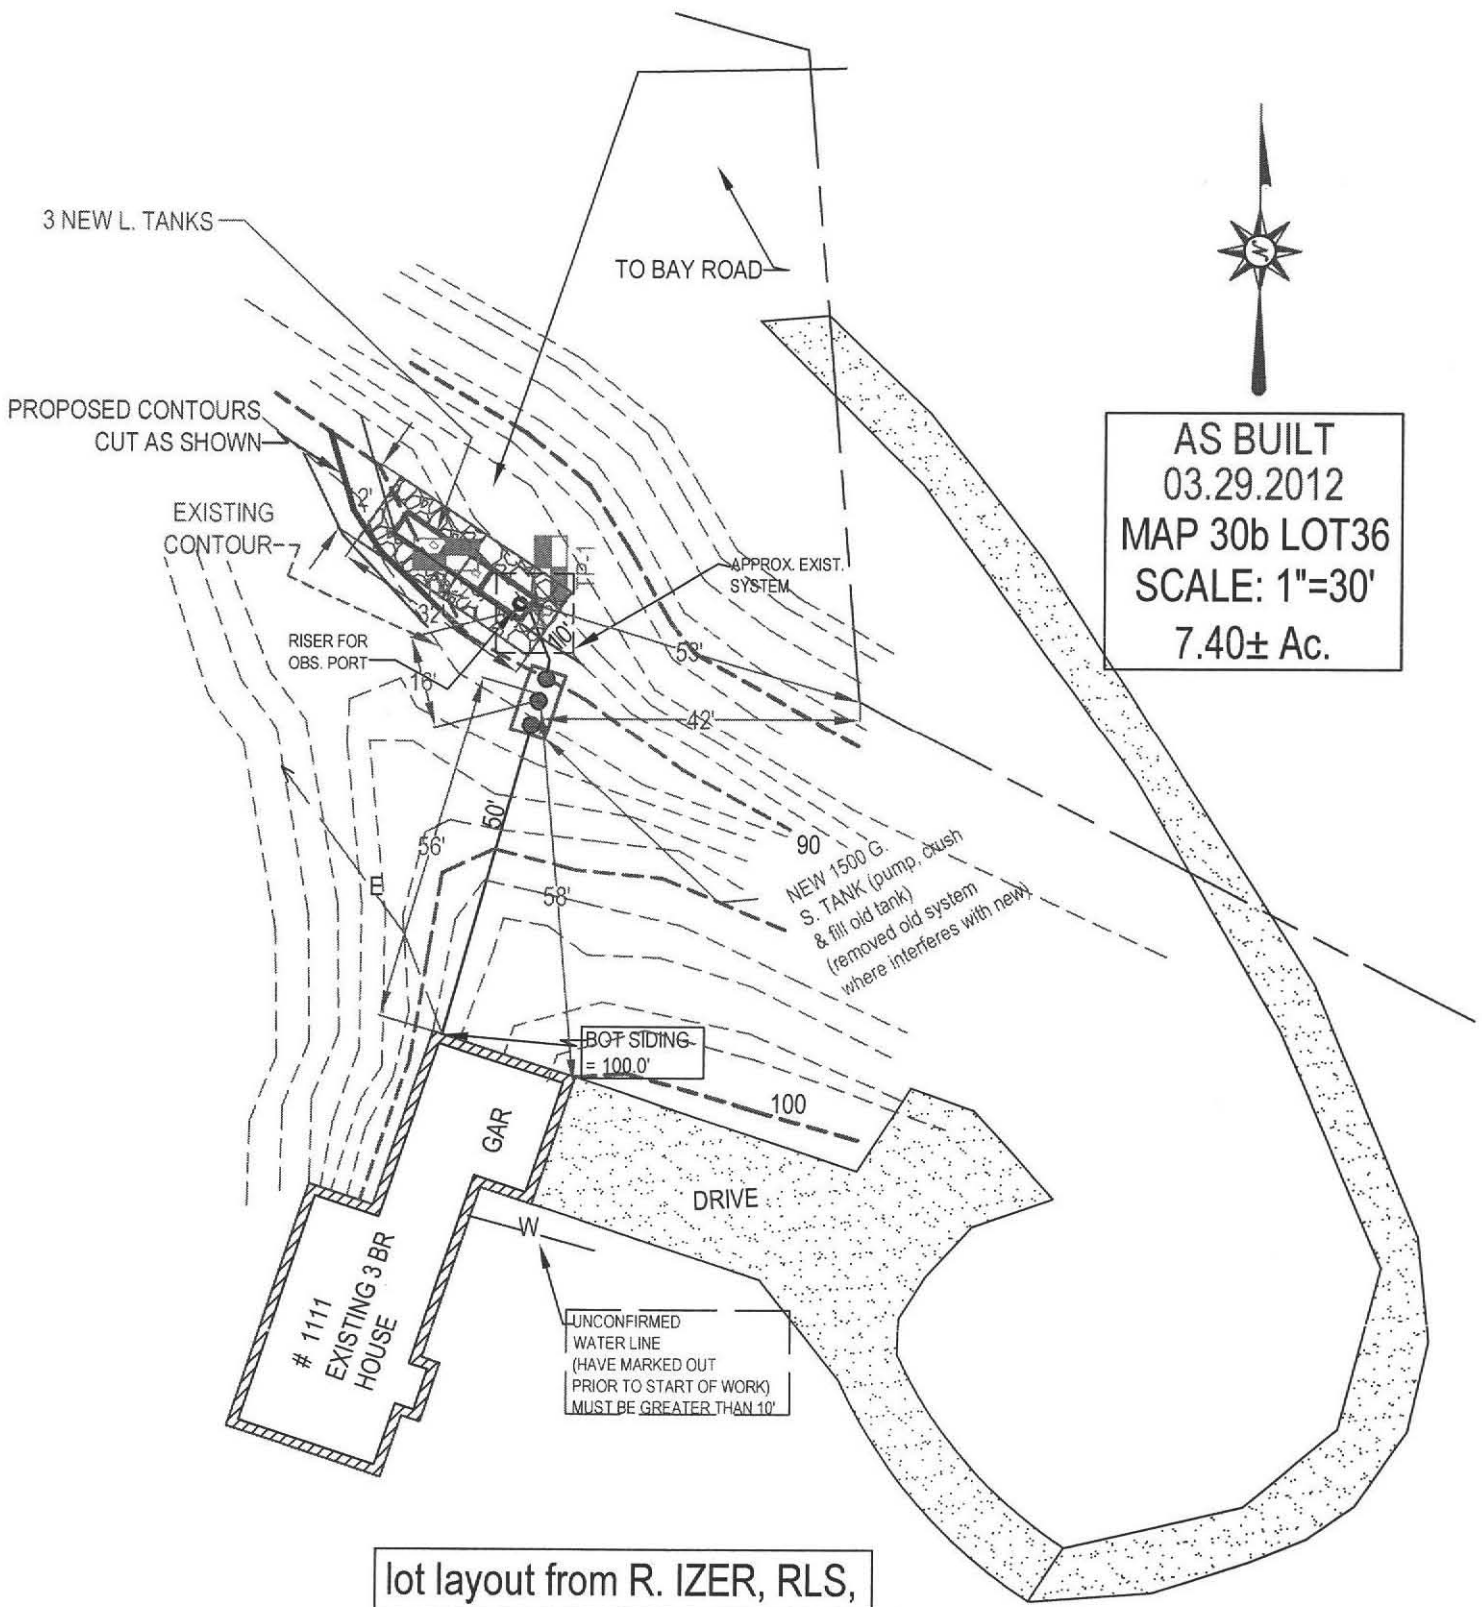 3 NEW L. TANKS
TO BAY ROAD
PROPOSED CONTOURS
CUT AS SHOWN
AS BUILT
03.29.2012
MAP 30b LOT36
SCALE: 1"=30'
7.40± Ac.
EXISTING
CONTOUR
TP1
APPROX. EXIST.
SYSTEM
32'
10'
RISER FOR
OBS. PORT
16'
53'
42'
50'
56'
58'
E
90
NEW 1500 G.
S. TANK (pump, crush
& fill old tank)
(removed old system
where interferes with new)
BOT SIDING
= 100.0'
100
GAR
DRIVE
W
# 1111
EXISTING 3 BR
HOUSE
UNCONFIRMED
WATER LINE
(HAVE MARKED OUT
PRIOR TO START OF WORK)
MUST BE GREATER THAN 10'
lot layout from R. IZER, RLS,